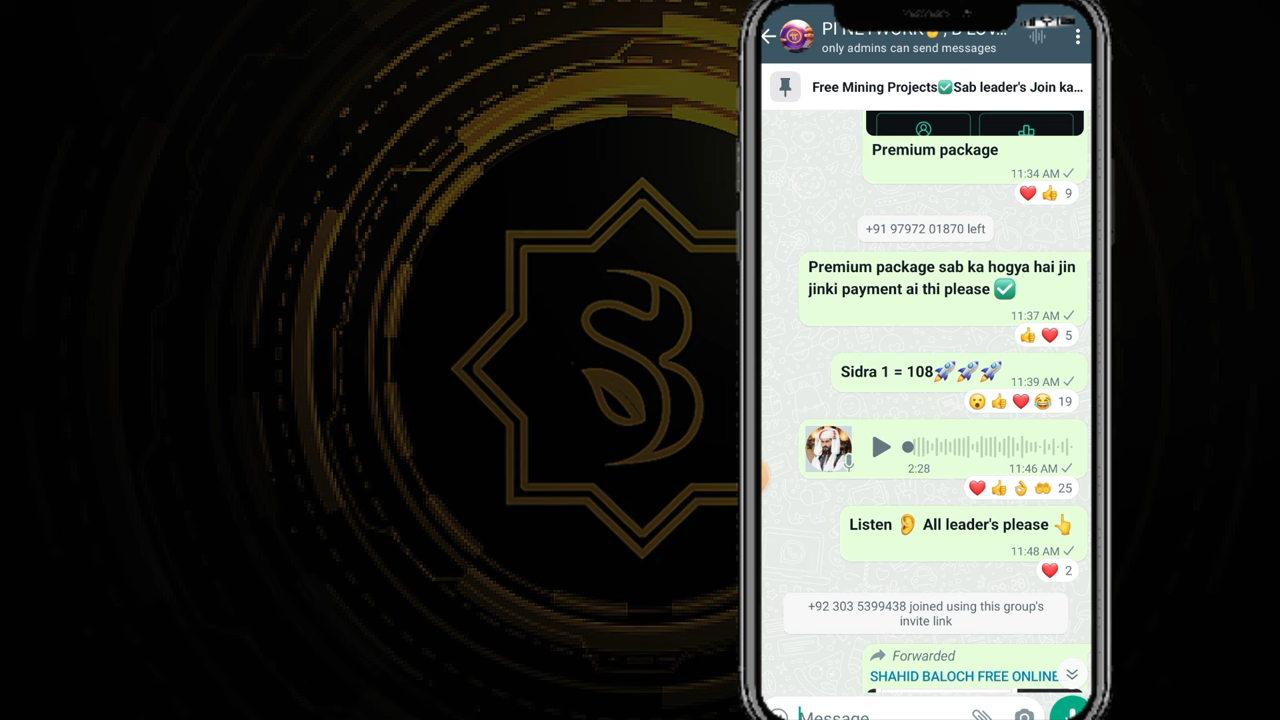 only admins can send messages
Free Mining Projects✅Sab leader's Join ka...
Premium package
11:34 AM
9
+91 97972 01870 left
Premium package sab ka hogya hai jin
jinki payment ai thi please ✅
11:37 AM
5
Sidra 1 = 108🚀🚀🚀
11:39 AM
19
2:28
11:46 AM
25
Listen 👂 All leader's please 👆
11:48 AM
2
+92 303 5399438 joined using this group's
invite link
Forwarded
SHAHID BALOCH FREE ONLINE
Message